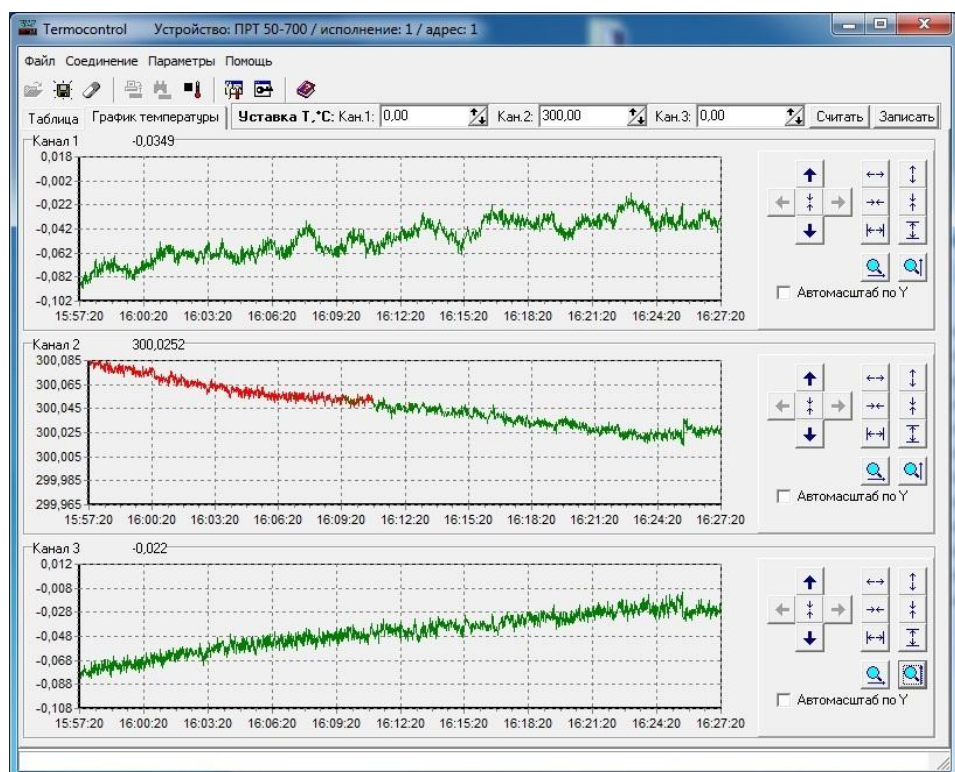 Termocontrol Устройство: ПРТ 50-700 / исполнение: 1 / адрес: 1
Файл Соединение Параметры Помощь
Таблица График температуры Уставка Т,°С: Кан.1: 0,00 Кан.2: 300,00 Кан.3: 0,00 Считать Записать
Канал 1 -0,0349
0,018
-0,002
-0,022
-0,042
-0,062
-0,082
-0,102
15:57:20 16:00:20 16:03:20 16:06:20 16:09:20 16:12:20 16:15:20 16:18:20 16:21:20 16:24:20 16:27:20
Автомасштаб по Y
Канал 2 300,0252
300,085
300,065
300,045
300,025
300,005
299,985
299,965
15:57:20 16:00:20 16:03:20 16:06:20 16:09:20 16:12:20 16:15:20 16:18:20 16:21:20 16:24:20 16:27:20
Автомасштаб по Y
Канал 3 -0,022
0,012
-0,008
-0,028
-0,048
-0,068
-0,088
-0,108
15:57:20 16:00:20 16:03:20 16:06:20 16:09:20 16:12:20 16:15:20 16:18:20 16:21:20 16:24:20 16:27:20
Автомасштаб по Y